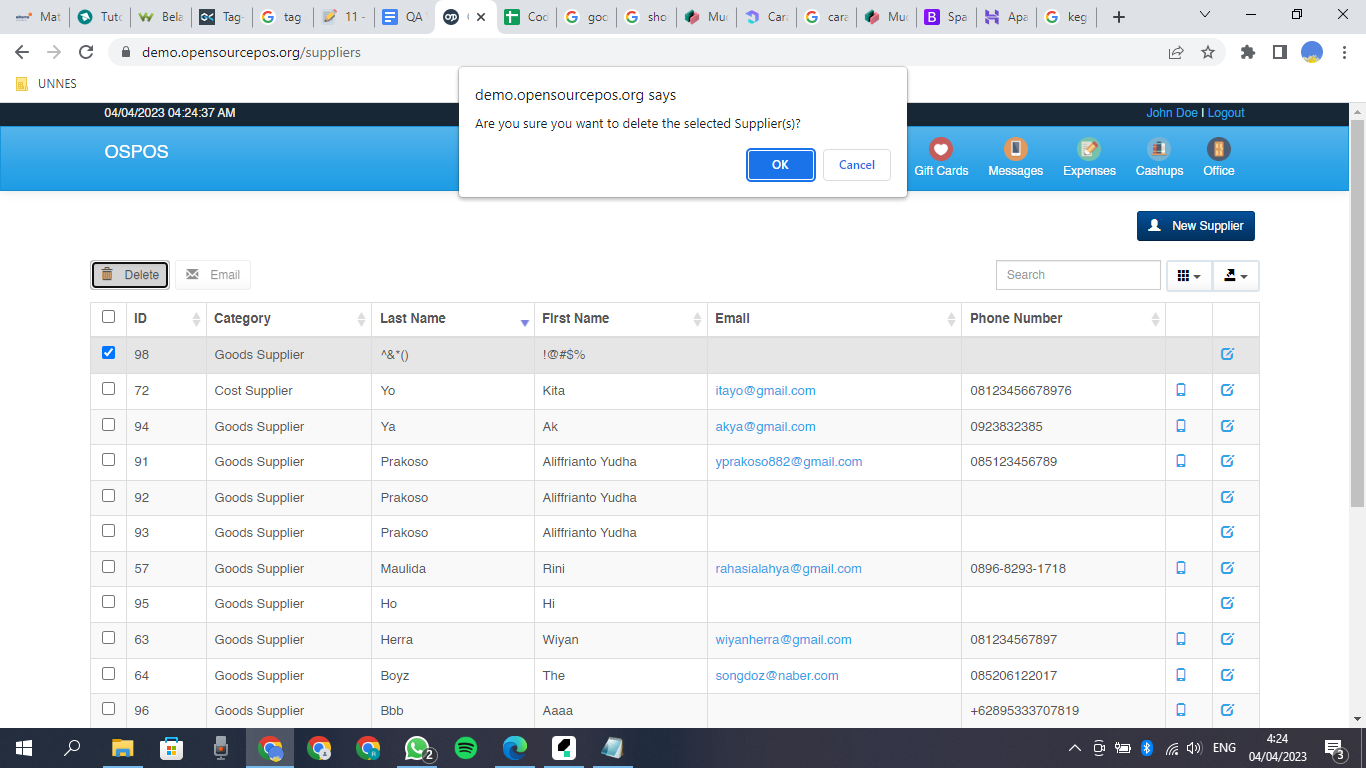 Mat
Tuto
Bela
Tag-
tag
11 -
QA
Cod
goo
sho
Muc
Cara
cara
Muc
Spa
Apa
keg
demo.opensourcepos.org/suppliers
UNNES
demo.opensourcepos.org says
Are you sure you want to delete the selected Supplier(s)?
OK Cancel
04/04/2023 04:24:37 AM
John Doe | Logout
OSPOS
Gift Cards Messages Expenses Cashups Office
New Supplier
Delete Email
Search
ID Category Last Name First Name Email Phone Number
98 Goods Supplier ^&*() !@#$%
72 Cost Supplier Yo Kita itayo@gmail.com 08123456678976
94 Goods Supplier Ya Ak akya@gmail.com 0923832385
91 Goods Supplier Prakoso Aliffrianto Yudha yprakoso882@gmail.com 085123456789
92 Goods Supplier Prakoso Aliffrianto Yudha
93 Goods Supplier Prakoso Aliffrianto Yudha
57 Goods Supplier Maulida Rini rahasialahya@gmail.com 0896-8293-1718
95 Goods Supplier Ho Hi
63 Goods Supplier Herra Wiyan wiyanherra@gmail.com 081234567897
64 Goods Supplier Boyz The songdoz@naber.com 085206122017
96 Goods Supplier Bbb Aaaa +62895333707819
2
ENG
4:24
04/04/2023
3